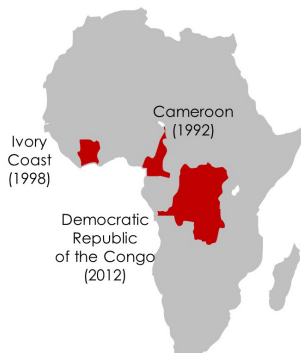 Cameroon
(1992)
Ivory
Coast
(1998)
Democratic
Republic
of the Congo
(2012)